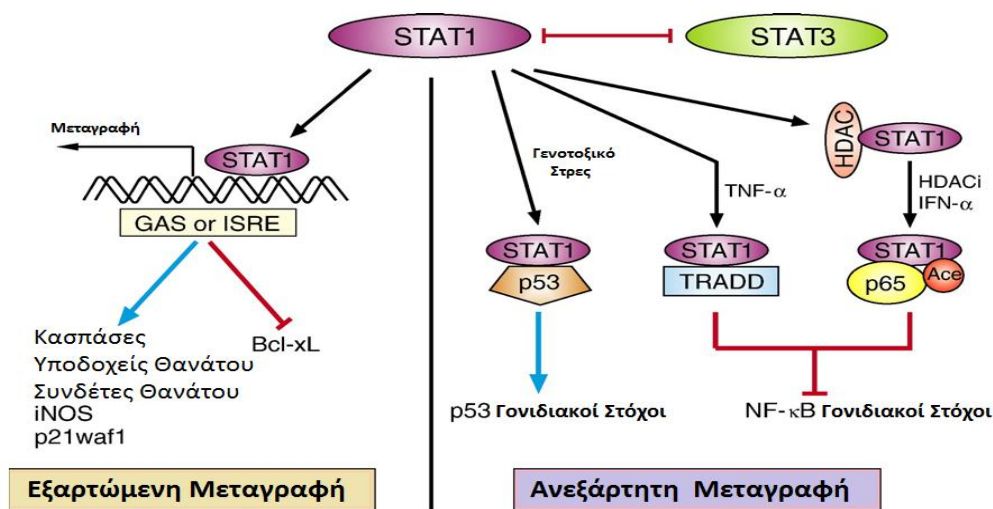 STAT1
STAT3
Μεταγραφή
STAT1
GAS or ISRE
Κασπάσες
Υποδοχείς Θανάτου
Συνδέτες Θανάτου
iNOS
p21waf1
Bcl-xL
Γενοτοξικό
Στρες
STAT1
p53
p53 Γονιδιακοί Στόχοι
TNF-α
STAT1
TRADD
HDAC
STAT1
HDACi
IFN-α
STAT1
p65
Ace
NF-κB Γονιδιακοί Στόχοι
Εξαρτώμενη Μεταγραφή
Ανεξάρτητη Μεταγραφή